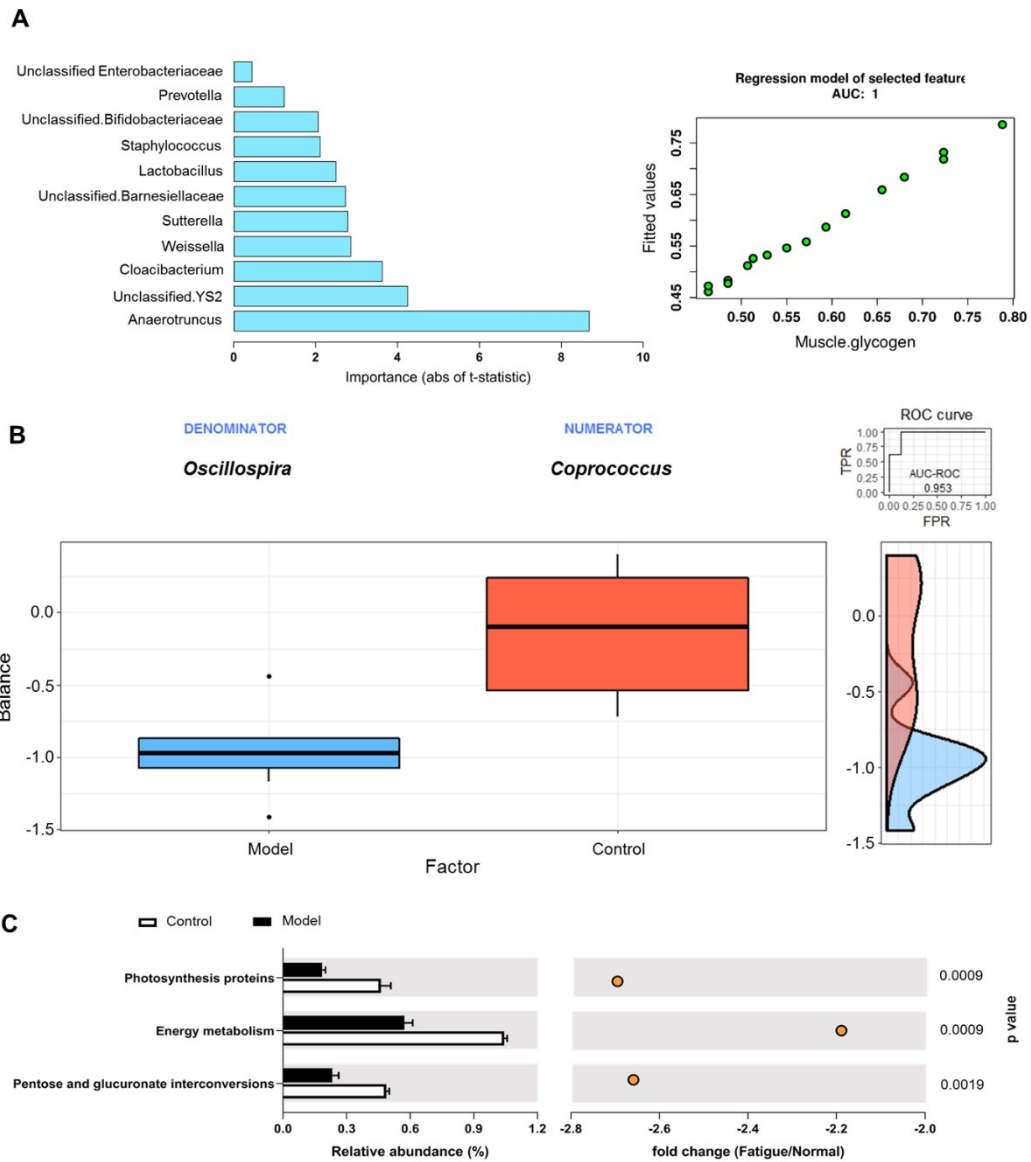 A
Unclassified Enterobacteriaceae
Prevotella
Unclassified.Bifidobacteriaceae
Staphylococcus
Lactobacillus
Unclassified.Barnesiellaceae
Sutterella
Weissella
Cloacibacterium
Unclassified.YS2
Anaerotruncus
0 2 4 6 8 10
Importance (abs of t-statistic)
Regression model of selected feature
AUC: 1
Fitted values
0.75
0.65
0.55
0.45
0.50 0.55 0.60 0.65 0.70 0.75 0.80
Muscle.glycogen
B
DENOMINATOR
Oscillospira
NUMERATOR
Coprococcus
ROC curve
TPR
1.00
0.75
0.50
0.25
0.00
AUC-ROC
0.953
0.00 0.25 0.50 0.75 1.00
FPR
Balance
0.0
-0.5
-1.0
-1.5
Model Control
Factor
0.0
-0.5
-1.0
-1.5
C
Control Model
Photosynthesis proteins
Energy metabolism
Pentose and glucuronate interconversions
0.0 0.3 0.6 0.9 1.2
Relative abundance (%)
-2.8 -2.6 -2.4 -2.2 -2.0
fold change (Fatigue/Normal)
0.0009
0.0009
0.0019
p value